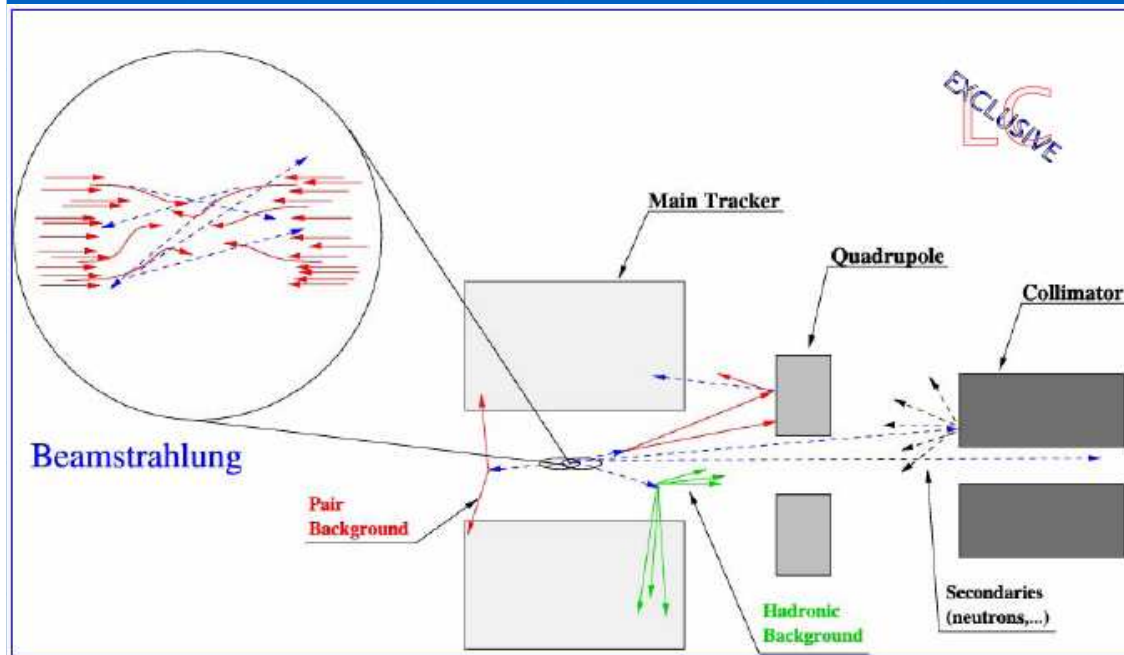 EXCLUSIVE
LC
Main Tracker
Quadrupole
Collimator
Beamstrahlung
Pair
Background
Hadronic
Background
Secondaries
(neutrons,...)